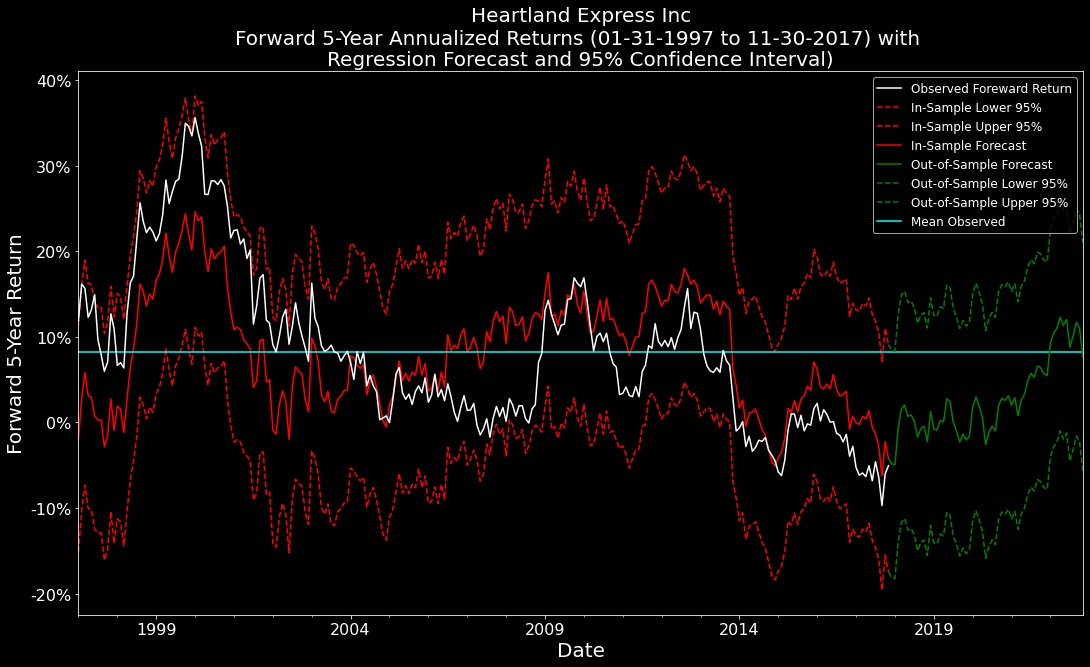 Heartland Express Inc
Forward 5-Year Annualized Returns (01-31-1997 to 11-30-2017) with
Regression Forecast and 95% Confidence Interval)
40%
30%
20%
10%
0%
-10%
-20%
Forward 5-Year Return
Observed Foreward Return
In-Sample Lower 95%
In-Sample Upper 95%
In-Sample Forecast
Out-of-Sample Forecast
Out-of-Sample Lower 95%
Out-of-Sample Upper 95%
Mean Observed
1999
2004
2009
2014
2019
Date